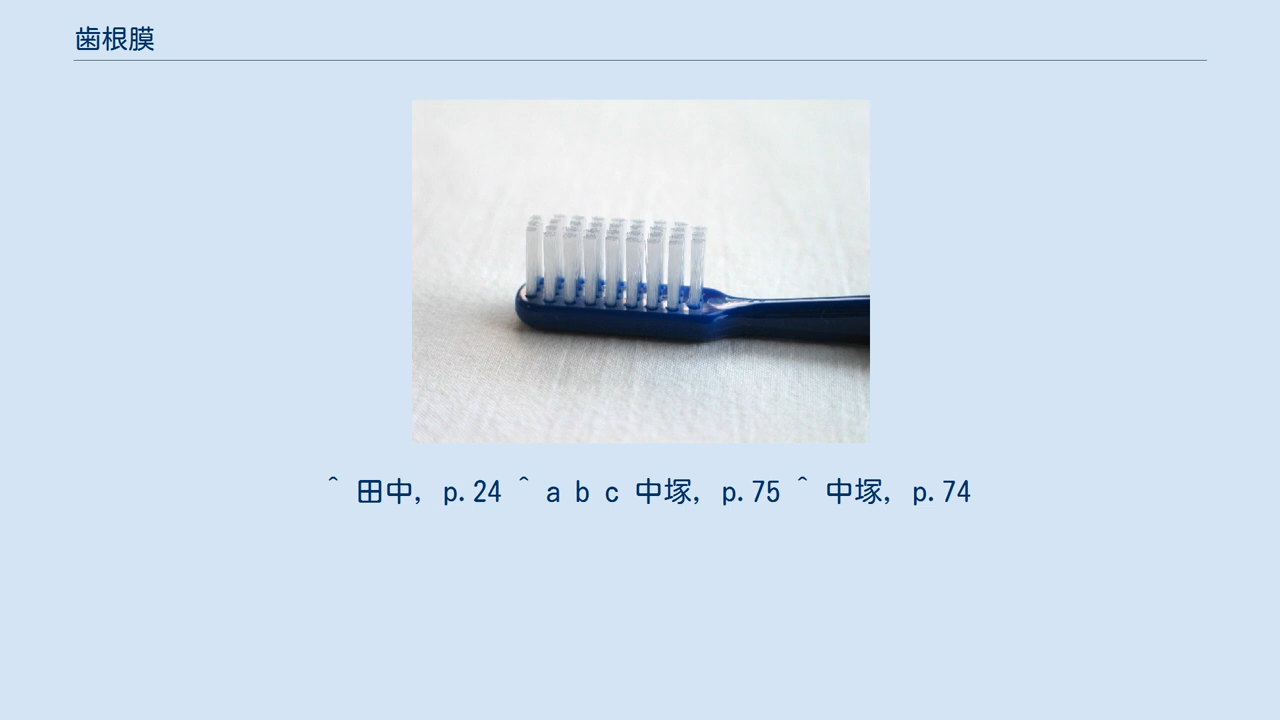 歯根膜
^ 田中, p.24 ^ a b c 中塚, p.75 ^ 中塚, p.74